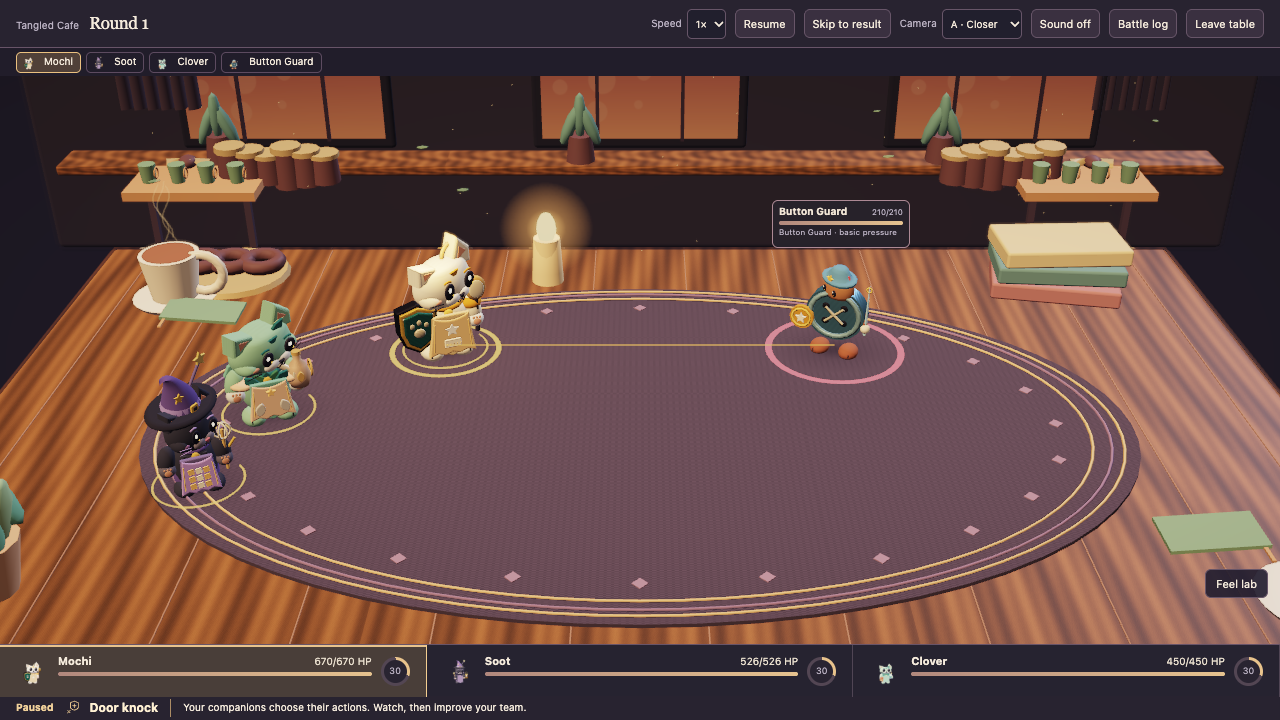 Tangled Cafe Round 1 Speed 1x Resume Skip to result Camera A · Closer Sound off Battle log Leave table
Mochi Soot Clover Button Guard
Button Guard 210/210
Button Guard · basic pressure
Feel lab
Mochi 670/670 HP 30 Soot 526/526 HP 30 Clover 450/450 HP 30
Paused Door knock Your companions choose their actions. Watch, then improve your team.